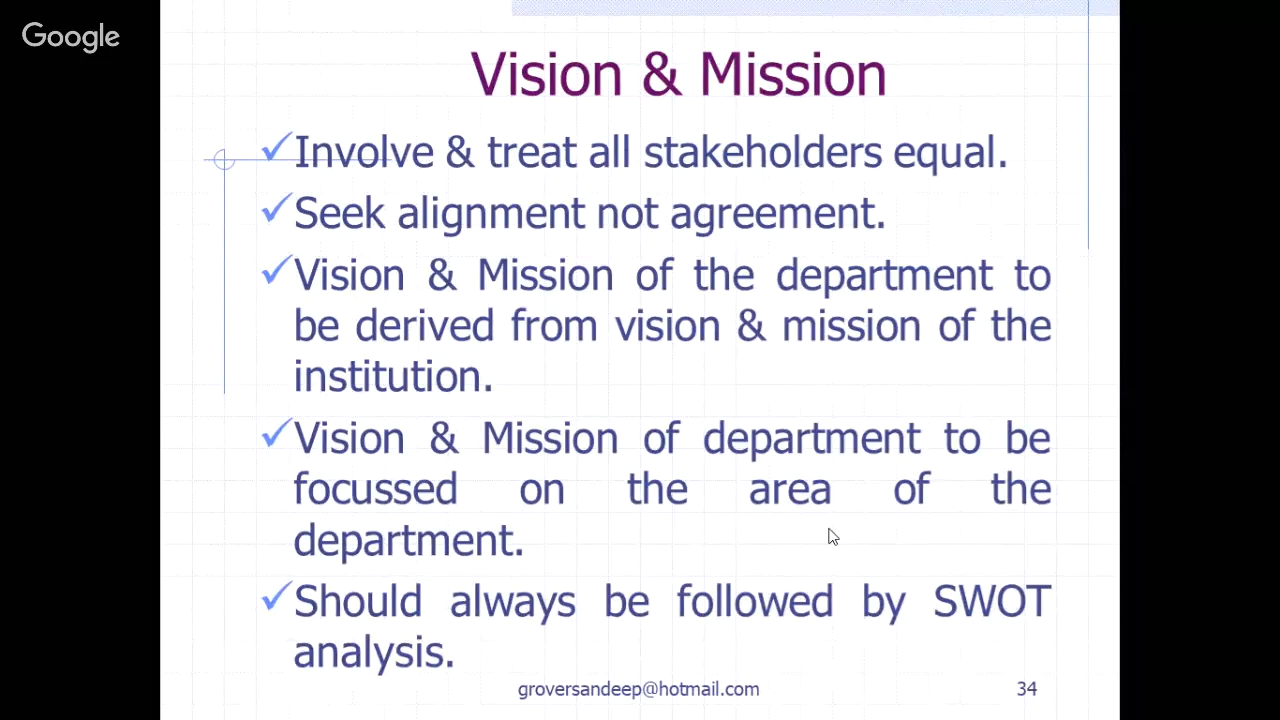 Google
Vision & Mission
Involve & treat all stakeholders equal.
Seek alignment not agreement.
Vision & Mission of the department to
be derived from vision & mission of the
institution.
Vision & Mission of department to be
focussed on the area of the
department.
Should always be followed by SWOT
analysis.
groversandeep@hotmail.com
34